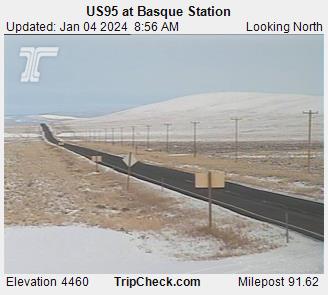 US95 at Basque Station
Updated: Jan 04 2024 8:56 AM Looking North
Elevation 4460 TripCheck.com Milepost 91.62